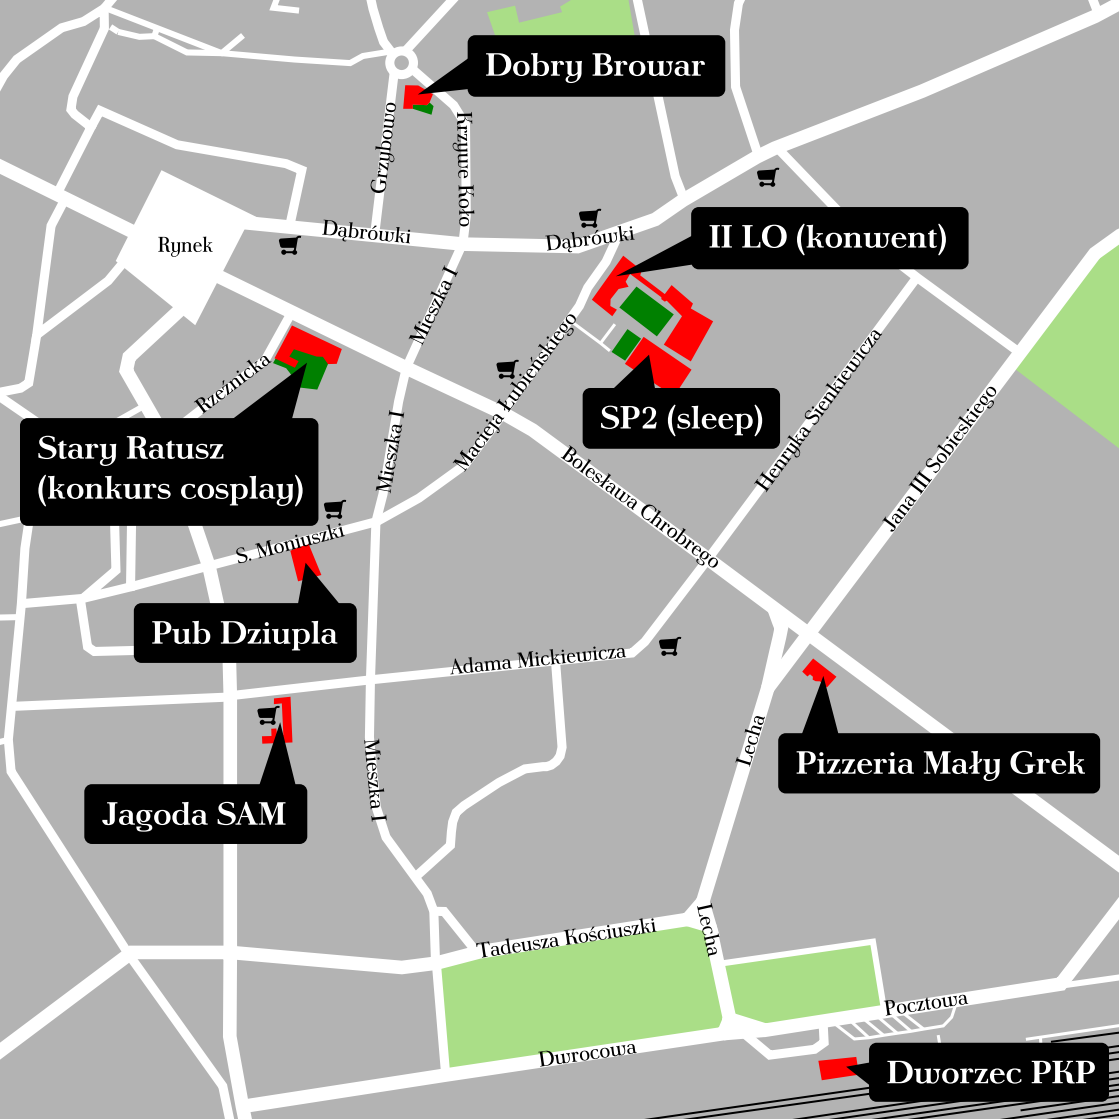 Dobry Browar
Grzybowo
Krzywe Koło
Dąbrówki
Dąbrówki
II LO (konwent)
Rynek
Mieszka I
Macieja Łubieńskiego
Henryka Sienkiewicza
Rzeźnicka
SP2 (sleep)
Jana III Sobieskiego
Stary Ratusz
(konkurs cosplay)
Mieszka I
Bolesława Chrobrego
S. Moniuszki
Pub Dziupla
Adama Mickiewicza
Lecha
Pizzeria Mały Grek
Mieszka I
Jagoda SAM
Tadeusza Kościuszki
Lecha
Pocztowa
Dwrocowa
Dworzec PKP